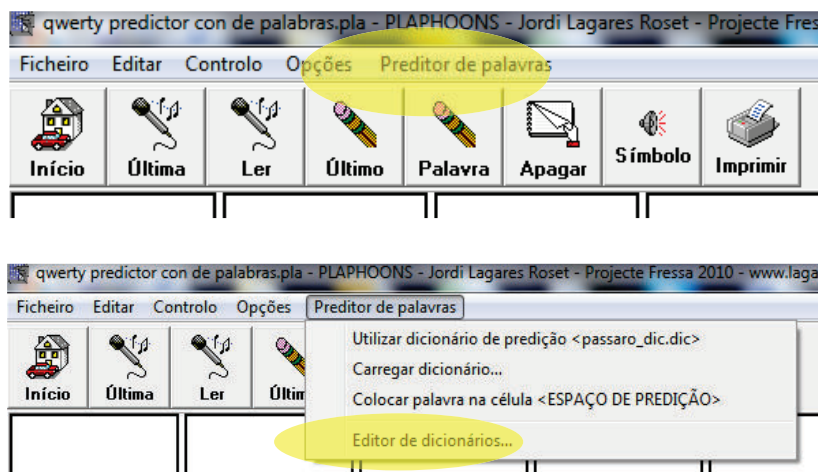 qwerty predictor con de palabras.pla - PLAPHOONS - Jordi Lagares Roset - Projecte Fres
Ficheiro Editar Controlo Opções Preditor de palavras
Início Última Ler Último Palavra Apagar Símbolo Imprimir
qwerty predictor con de palabras.pla - PLAPHOONS - Jordi Lagares Roset - Projecte Fressa 2010 - www.laga
Ficheiro Editar Controlo Opções Preditor de palavras
Utilizar dicionário de predição <passaro_dic.dic>
Carregar dicionário...
Colocar palavra na célula <ESPAÇO DE PREDIÇÃO>
Editor de dicionários...
Início Última Ler Últim